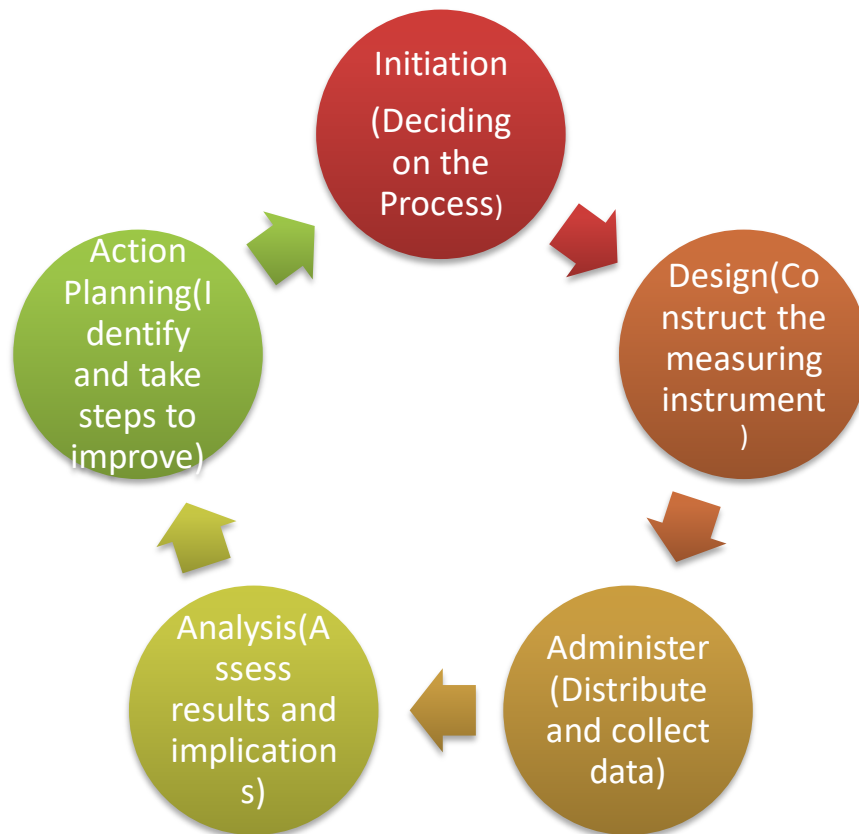 Initiation
(Deciding
on the
Process)
Design(Co
nstruct the
measuring
instrument
)
Administer
(Distribute
and collect
data)
Analysis(A
ssess
results and
implication
s)
Action
Planning(I
dentify
and take
steps to
improve)